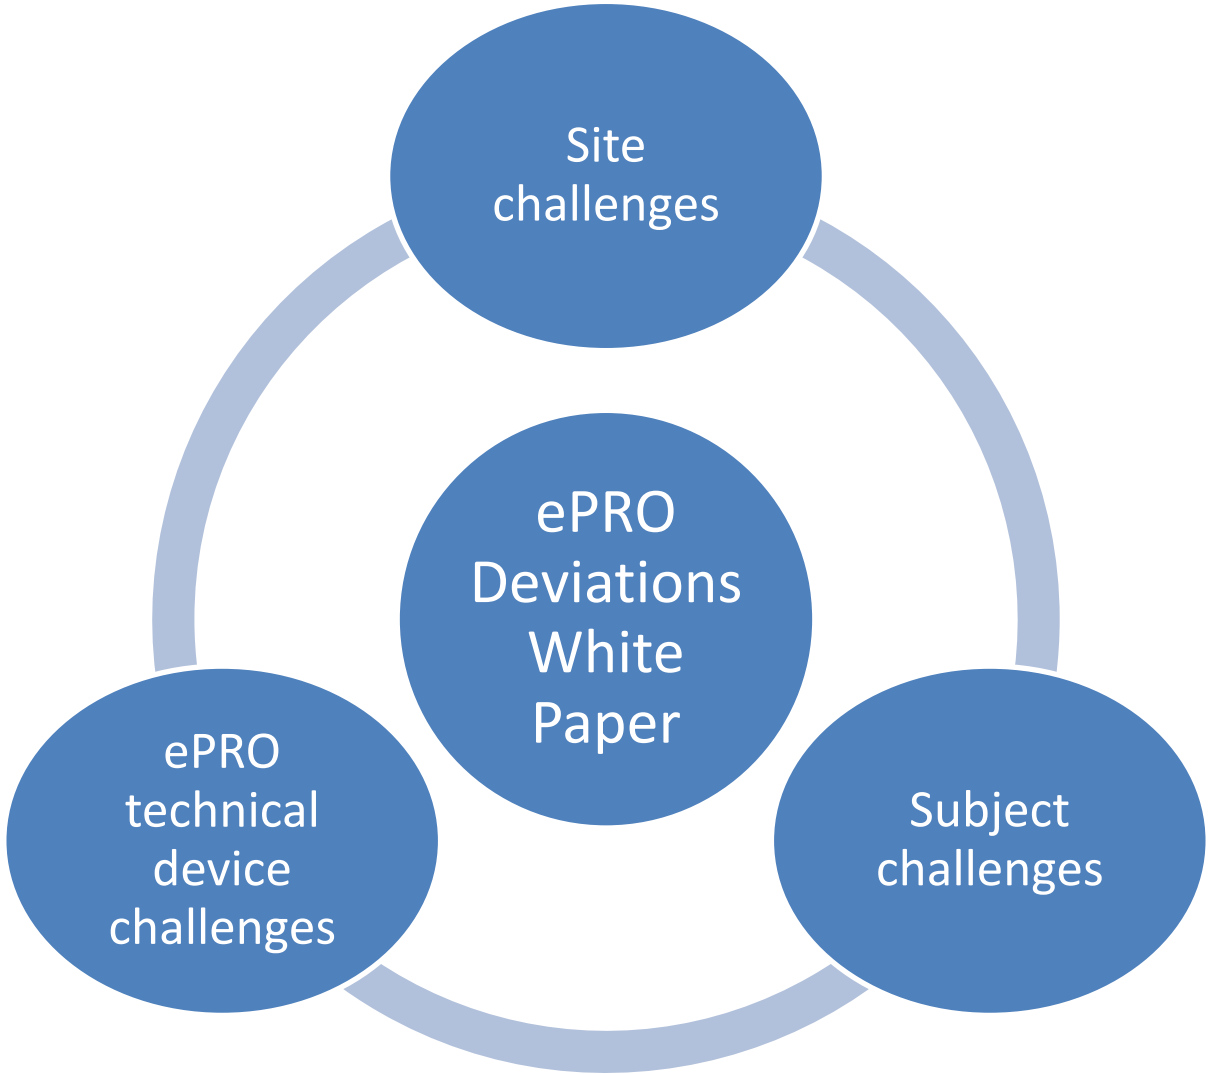 Site
challenges
ePRO
Deviations
White
Paper
ePRO
technical
device
challenges
Subject
challenges